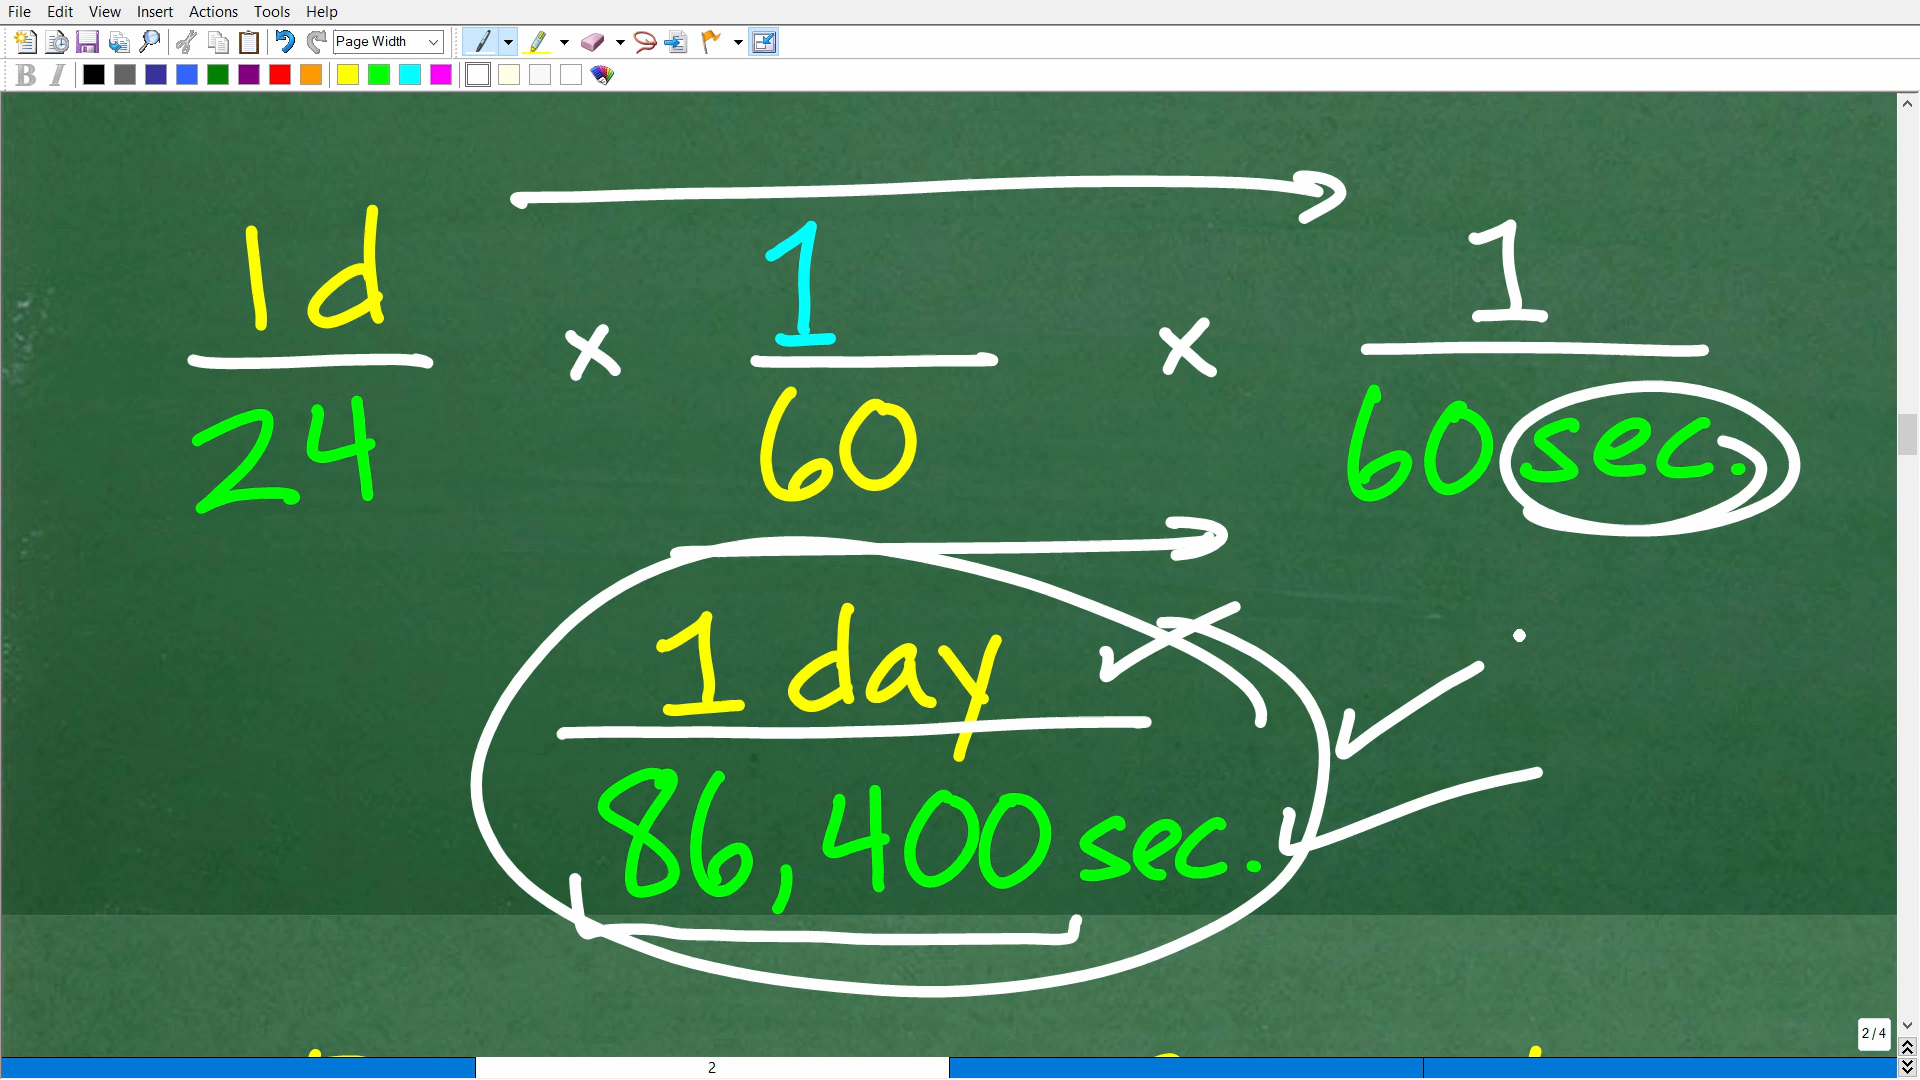 File Edit View Insert Actions Tools Help
Page Width
B I
1d × 1 × 1
24 60 60 sec.
1 day
86,400 sec.
2 / 4
2